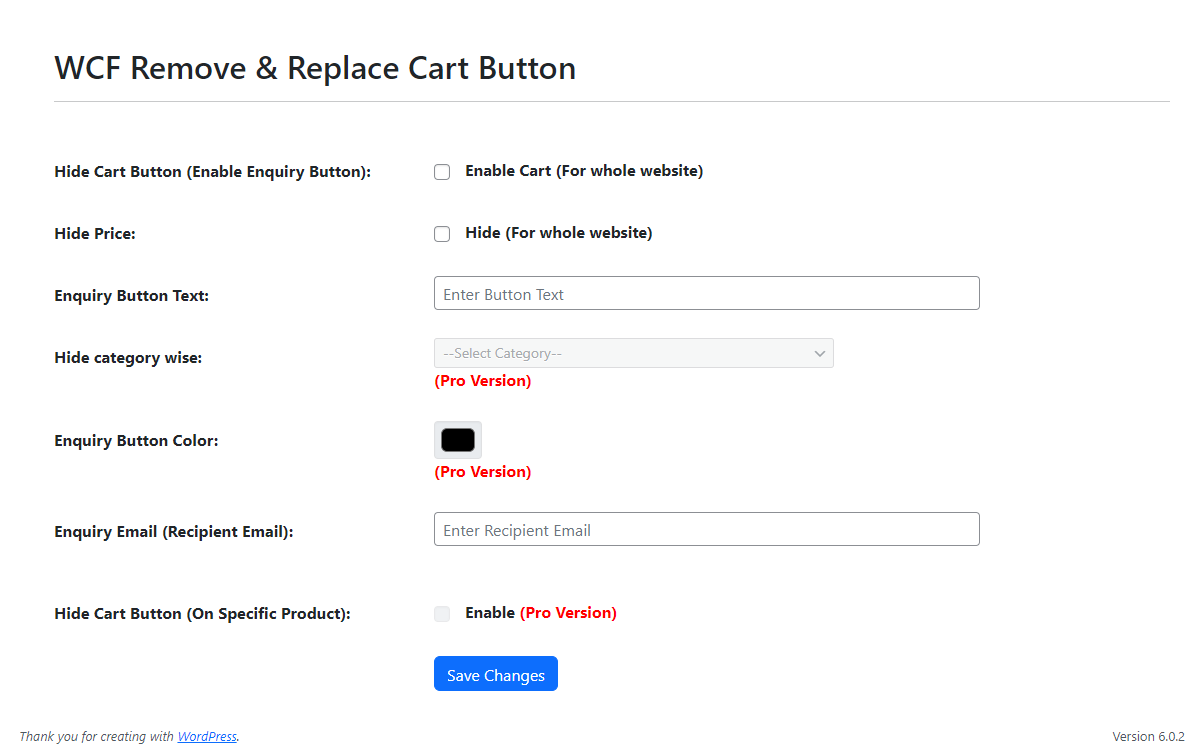 WCF Remove & Replace Cart Button
Hide Cart Button (Enable Enquiry Button):
Enable Cart (For whole website)
Hide Price:
Hide (For whole website)
Enquiry Button Text:
Enter Button Text
Hide category wise:
--Select Category--
(Pro Version)
Enquiry Button Color:
(Pro Version)
Enquiry Email (Recipient Email):
Enter Recipient Email
Hide Cart Button (On Specific Product):
Enable (Pro Version)
Save Changes
Thank you for creating with WordPress.
Version 6.0.2